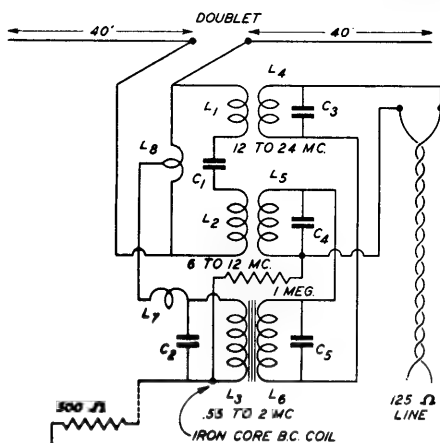 DOUBLET
40' 40'
L4
L1 C3
L8
12 TO 24 MC.
C1
L5
L2
C4
6 TO 12 MC.
1 MEG.
L7
C2 C5
L3 L6
500 Ω
.55 TO 2 MC
IRON CORE B.C. COIL
125 Ω
LINE